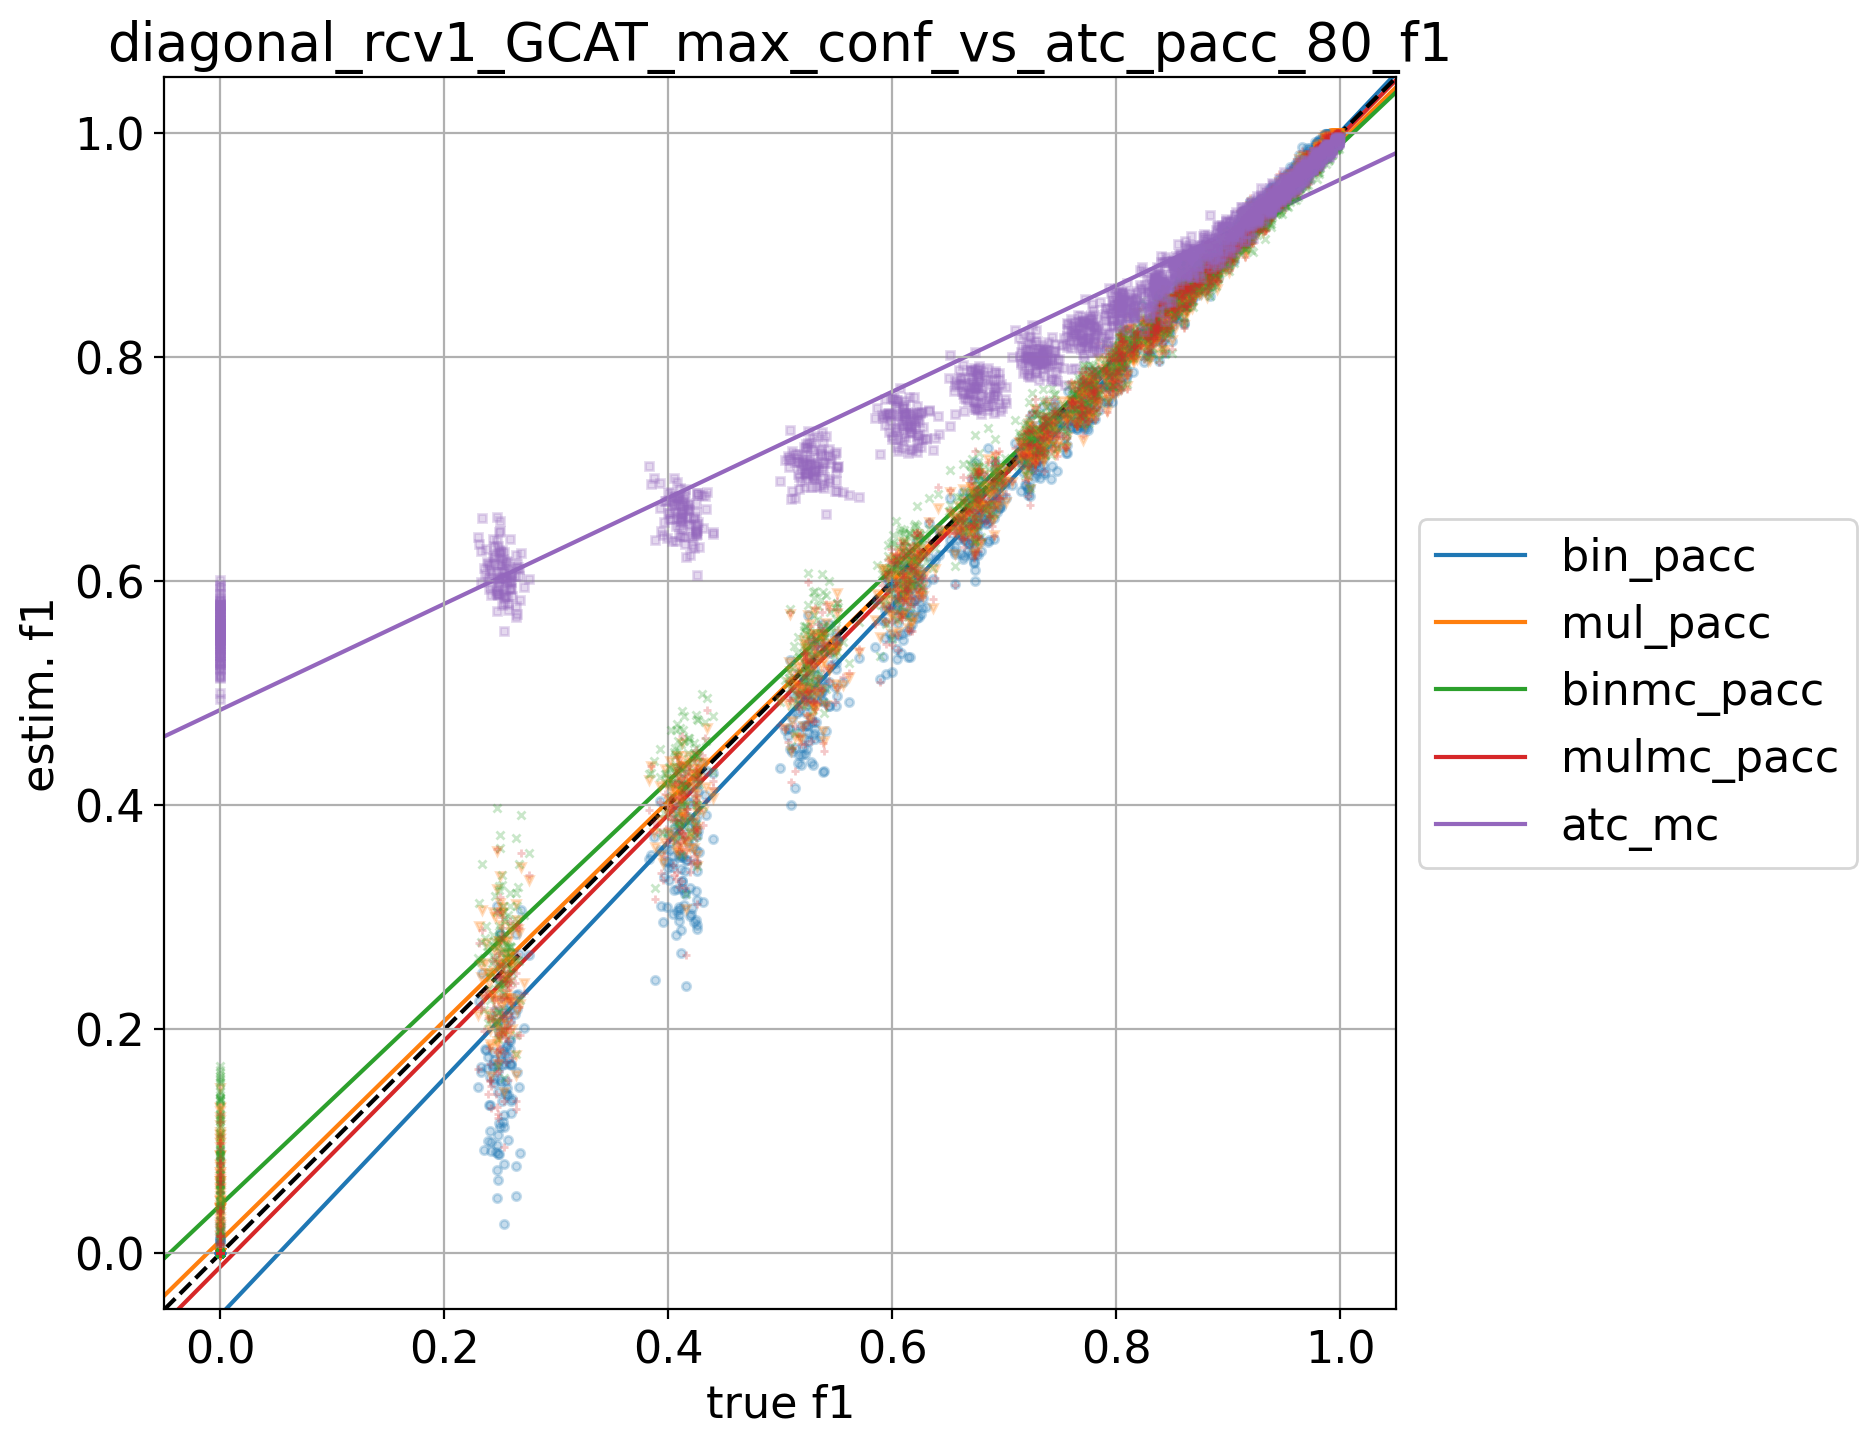 diagonal_rcv1_GCAT_max_conf_vs_atc_pacc_80_f1
1.0
0.8
0.6
0.4
0.2
0.0
estim. f1
0.0 0.2 0.4 0.6 0.8 1.0
true f1
bin_pacc
mul_pacc
binmc_pacc
mulmc_pacc
atc_mc